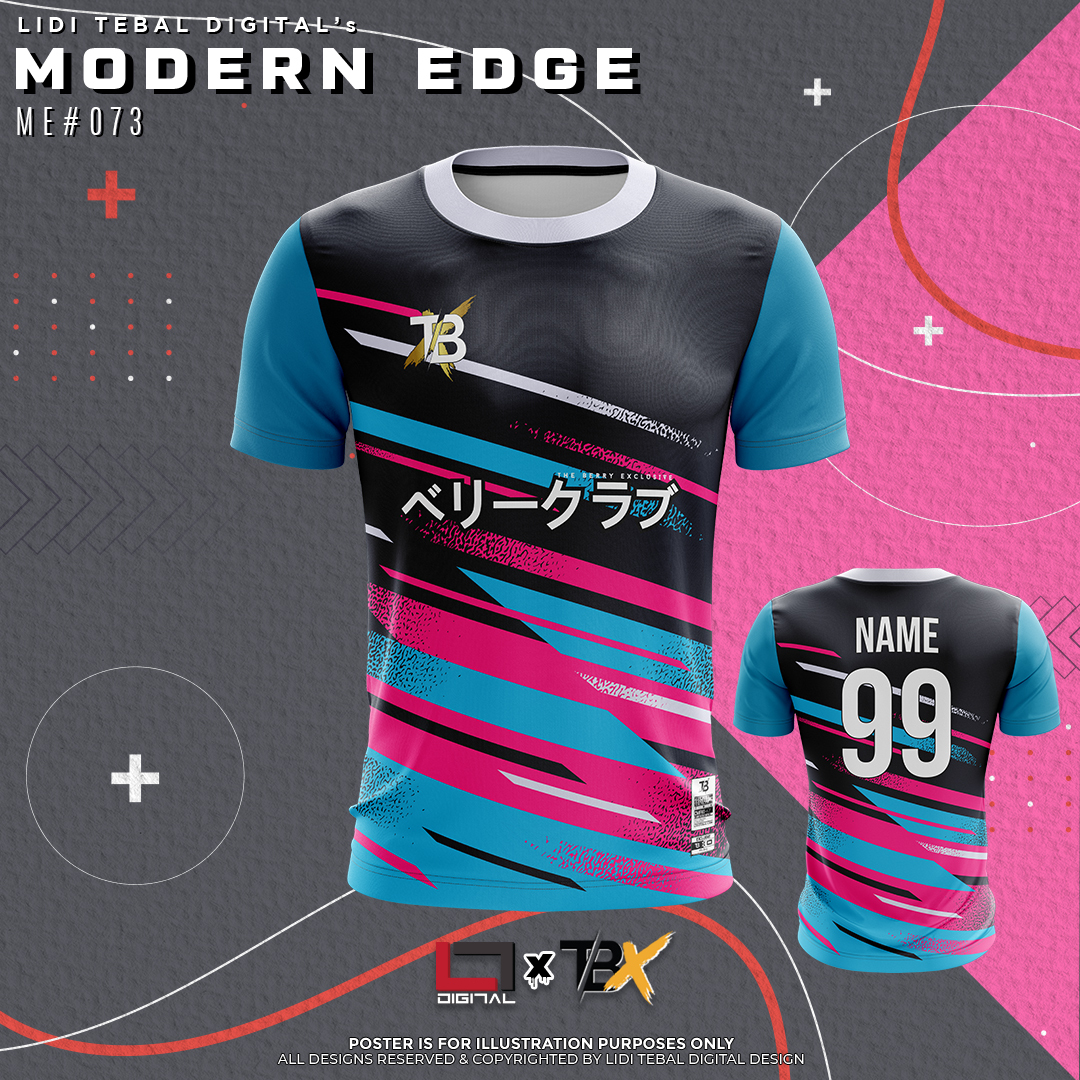 LIDI TEBAL DIGITAL's
MODERN EDGE
ME#073
TB
THE BERRY EXCLUSIVE
ベリークラブ
TB
NAME
99
DIGITAL
X
TBX
POSTER IS FOR ILLUSTRATION PURPOSES ONLY
ALL DESIGNS RESERVED & COPYRIGHTED BY LIDI TEBAL DIGITAL DESIGN